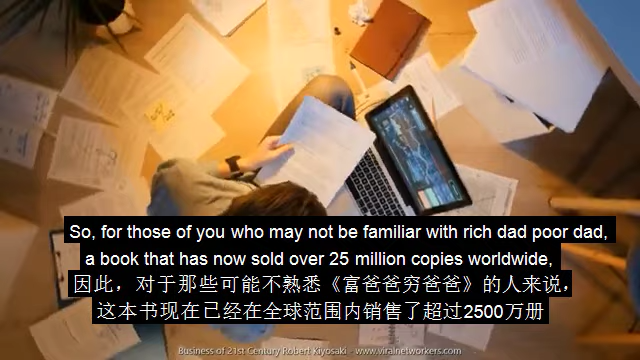 So, for those of you who may not be familiar with rich dad poor dad,
a book that has now sold over 25 million copies worldwide,
因此，对于那些可能不熟悉《富爸爸穷爸爸》的人来说，
这本书现在已经在全球范围内销售了超过2500万册
Business of 21st Century Robert Kiyosaki - www.viralnetworkers.com